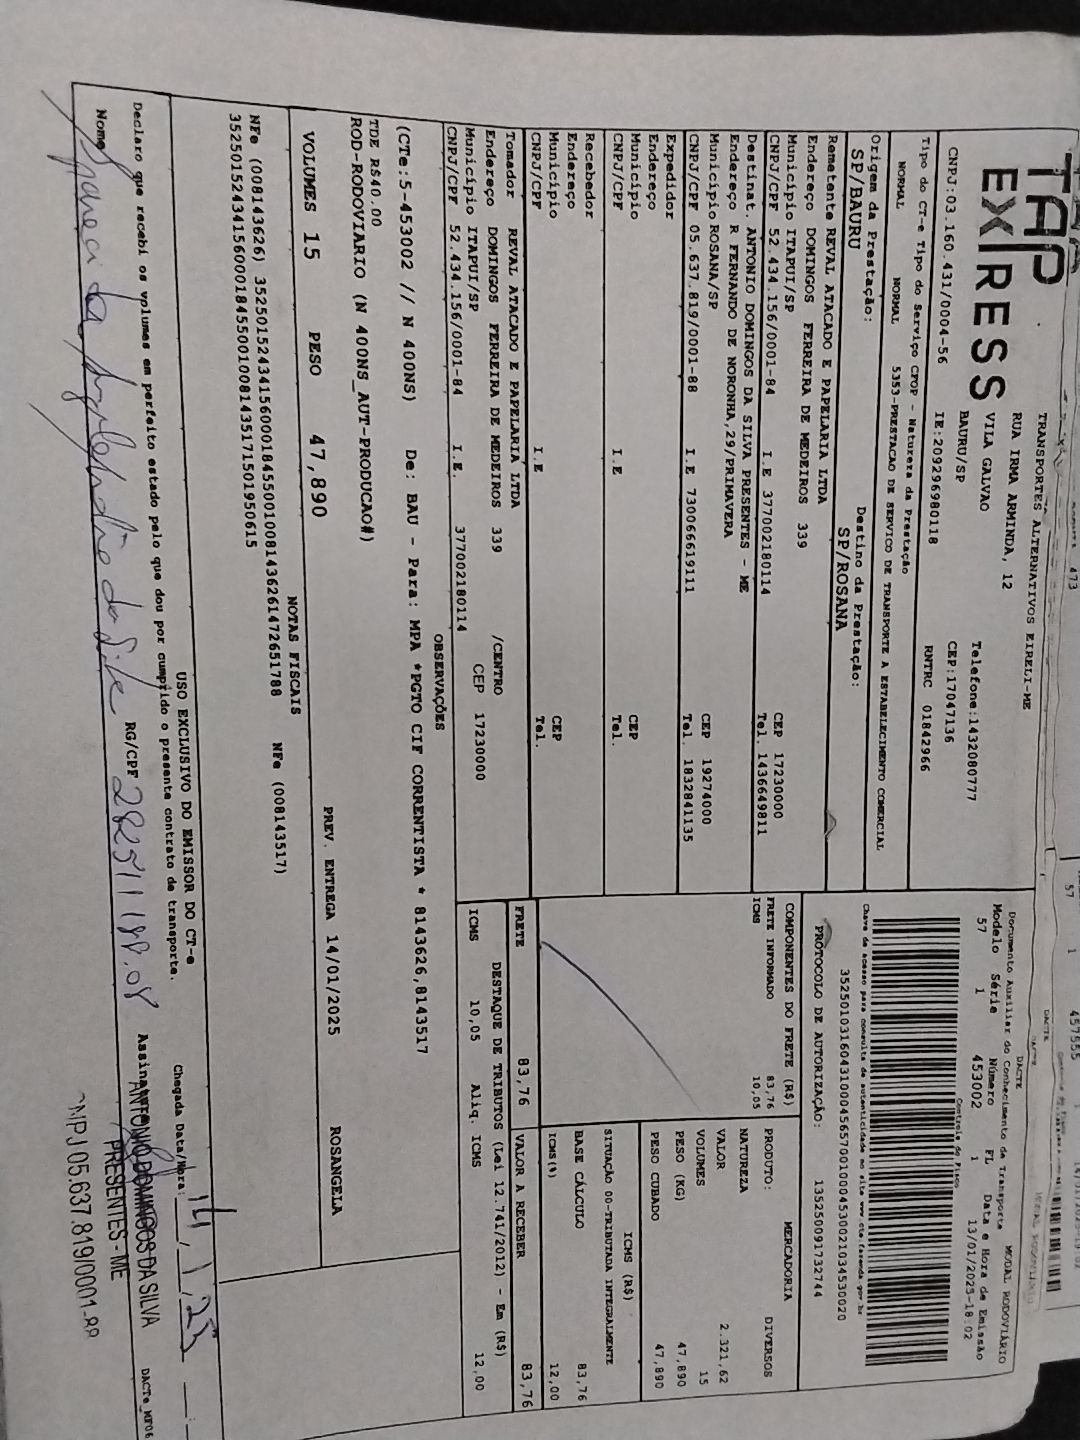 TAP
EXPRESS
TRANSPORTES ALTERNATIVOS EIRELI-ME
RUA IRMA ARMINDA, 12
VILA GALVAO
BAURU/SP
Telefone:1432080777
CEP:17047136
CNPJ:03.160.431/0004-56
IE:209296980118
RNTRC 01842966
DACTE
Documento Auxiliar do Conhecimento de Transporte
MODAL RODOVIÁRIO
Modelo Série Número FL Data e Hora de Emissão
57 1 453002 1 13/01/2025-18:02
Controle do Fisco
Chave de acesso para consulta de autenticidade no site www.cte.fazenda.gov.br
35250103160431000456570010004530021034530020
PROTOCOLO DE AUTORIZAÇÃO: 135250091732744
Tipo do CT-e Tipo do Serviço CFOP - Natureza da Prestação
NORMAL NORMAL 5353-PRESTACAO DE SERVICO DE TRANSPORTE A ESTABELECIMENTO COMERCIAL
Origem da Prestação: Destino da Prestação:
SP/BAURU SP/ROSANA
Remetente REVAL ATACADO E PAPELARIA LTDA
Endereço DOMINGOS FERREIRA DE MEDEIROS 339
Município ITAPUI/SP CEP 17230000
CNPJ/CPF 52.434.156/0001-84 I.E 377002180114 Tel. 1436649811
Destinat. ANTONIO DOMINGOS DA SILVA PRESENTES - ME
Endereço R FERNANDO DE NORONHA,29/PRIMAVERA
Município ROSANA/SP CEP 19274000
CNPJ/CPF 05.637.819/0001-88 I.E 730066619111 Tel. 1832841135
Expedidor
Endereço
Município CEP
CNPJ/CPF I.E Tel.
Recebedor
Endereço
Município CEP
CNPJ/CPF I.E Tel.
Tomador REVAL ATACADO E PAPELARIA LTDA
Endereço DOMINGOS FERREIRA DE MEDEIROS 339 /CENTRO
Município ITAPUI/SP CEP 17230000
CNPJ/CPF 52.434.156/0001-84 I.E. 377002180114
COMPONENTES DO FRETE (R$)
FRETE INFORMADO 83,76
ICMS 10,05
MERCADORIA
PRODUTO: DIVERSOS
NATUREZA
VALOR 2.321,62
VOLUMES 15
PESO (KG) 47,890
PESO CUBADO 47,890
ICMS (R$)
SITUAÇÃO 00-TRIBUTADA INTEGRALMENTE
BASE CÁLCULO 83,76
ICMS(%) 12,00
FRETE 83,76 VALOR A RECEBER 83,76
DESTAQUE DE TRIBUTOS (Lei 12.741/2012) - Em (R$)
ICMS 10,05 Aliq. ICMS 12,00
OBSERVAÇÕES
(CTe:5-453002 // N 400NS) De: BAU - Para: MPA *PGTO CIF CORRENTISTA * 8143626,8143517
TDE R$40.00
ROD-RODOVIARIO (N 400NS_AUT-PRODUCAO#)
VOLUMES 15 PESO 47,890 PREV. ENTREGA 14/01/2025 ROSANGELA
NOTAS FISCAIS
NFe (008143626) 35250152434156000184550010081436261472651788 NFe (008143517)
35250152434156000184550010081435171501950615
USO EXCLUSIVO DO EMISSOR DO CT-e
Declaro que recebi os volumes em perfeito estado pelo que dou por cumprido o presente contrato de transporte.
Chegada Data/Hora: 14/1/25
Nome RG/CPF Assinatura
ANTONIO DOMINGOS DA SILVA
PRESENTES - ME
CNPJ 05.637.819/0001-88
DACTe_MF06